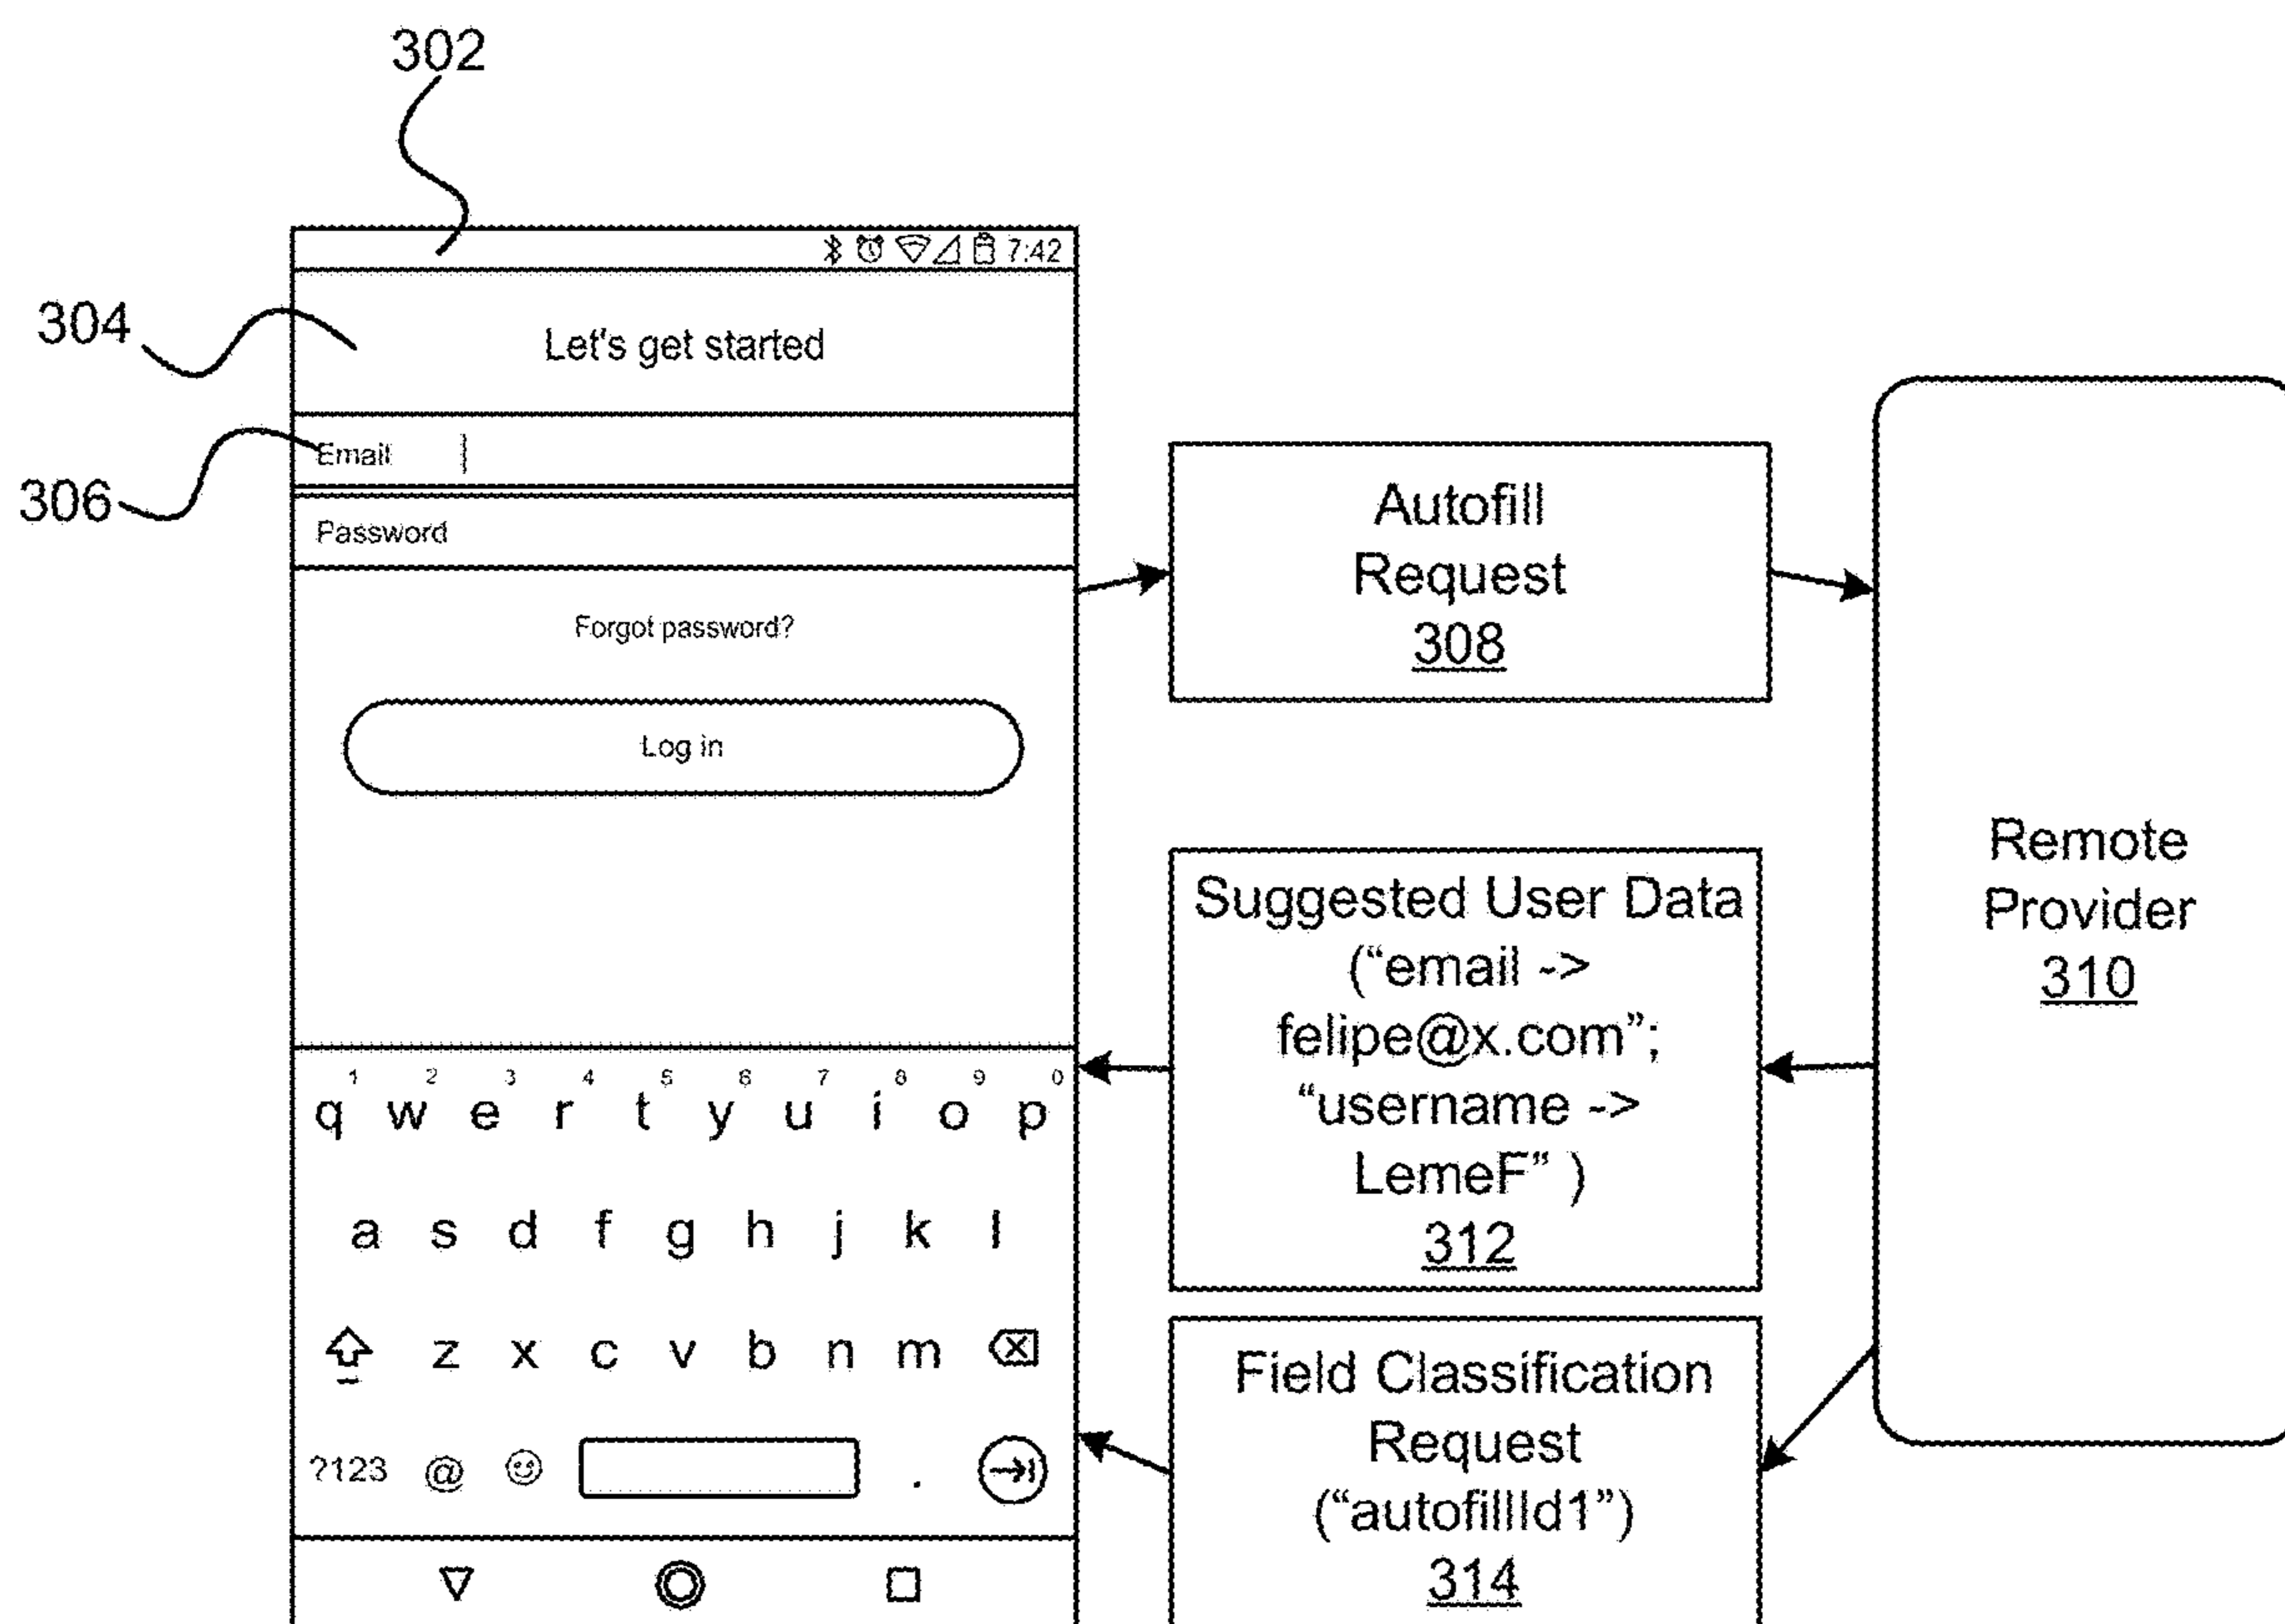 302
7:42
304
Let's get started
306
Email
Password
Forgot password?
Log in
1 2 3 4 5 6 7 8 9 0
q w e r t y u i o p
a s d f g h j k l
z x c v b n m
?123 @ .
Autofill
Request
308
Suggested User Data
(“email ->
felipe@x.com”;
“username ->
LemeF” )
312
Field Classification
Request
(“autofillId1”)
314
Remote
Provider
310